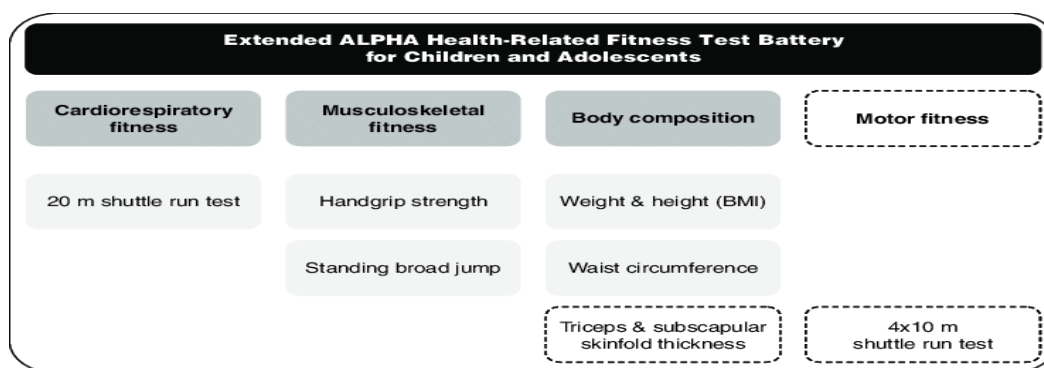 Extended ALPHA Health-Related Fitness Test Battery
for Children and Adolescents
Cardiorespiratory
fitness
Musculoskeletal
fitness
Body composition
Motor fitness
20 m shuttle run test
Handgrip strength
Weight & height (BMI)
Standing broad jump
Waist circumference
Triceps & subscapular
skinfold thickness
4x10 m
shuttle run test